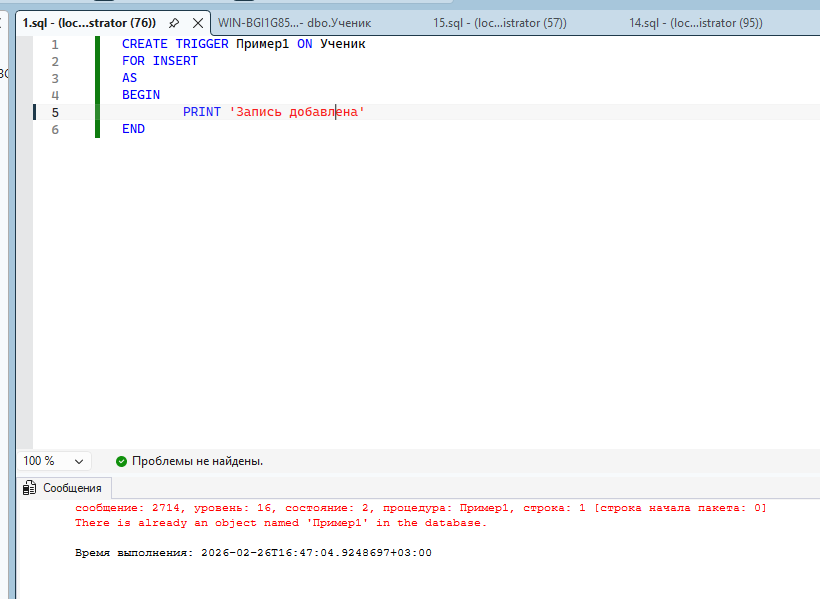 1.sql - (loc...strator (76))
WIN-BGI1G85...- dbo.Ученик
15.sql - (loc...istrator (57))
14.sql - (loc...istrator (95))
1 CREATE TRIGGER Пример1 ON Ученик
2 FOR INSERT
3 AS
4 BEGIN
5 PRINT 'Запись добавлена'
6 END
100 %
Проблемы не найдены.
Сообщения
сообщение: 2714, уровень: 16, состояние: 2, процедура: Пример1, строка: 1 [строка начала пакета: 0]
There is already an object named 'Пример1' in the database.
Время выполнения: 2026-02-26T16:47:04.9248697+03:00